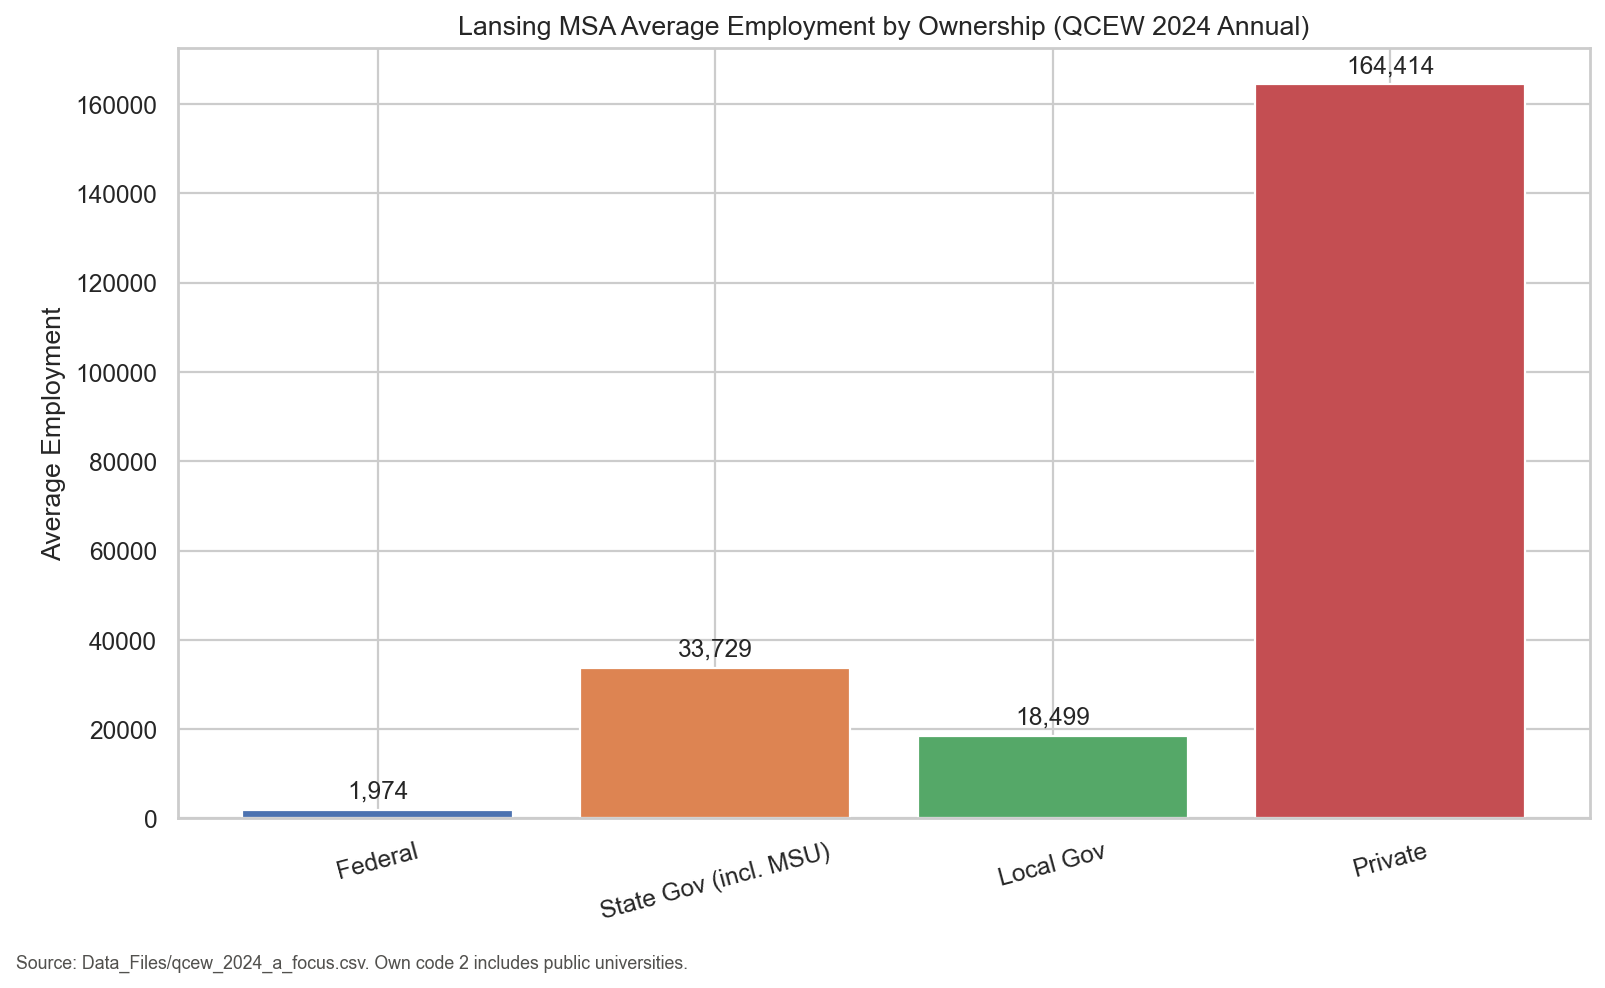 Lansing MSA Average Employment by Ownership (QCEW 2024 Annual)
Average Employment
160000
140000
120000
100000
80000
60000
40000
20000
0
1,974
33,729
18,499
164,414
Federal
State Gov (incl. MSU)
Local Gov
Private
Source: Data_Files/qcew_2024_a_focus.csv. Own code 2 includes public universities.